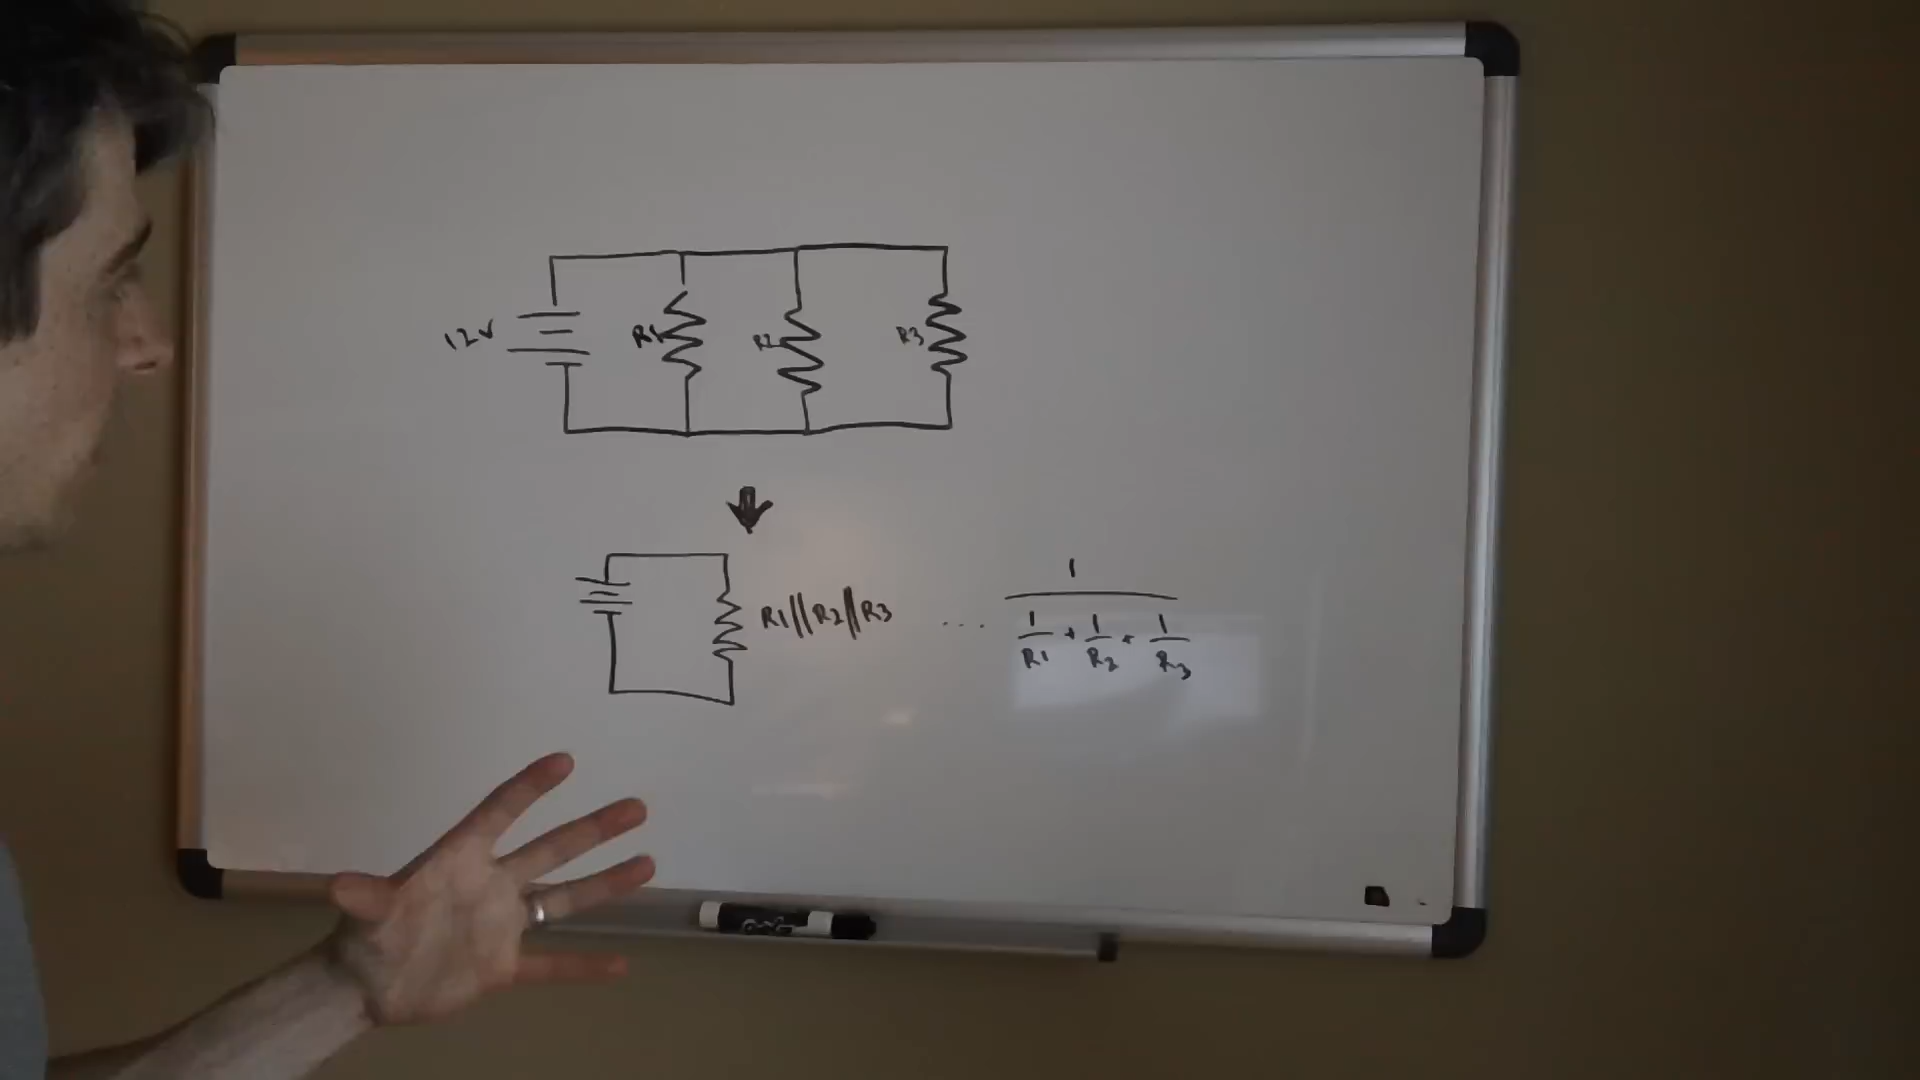 12v
R1
R2
R3
R1||R2||R3 ... 1
1 + 1 + 1
R1 R2 R3